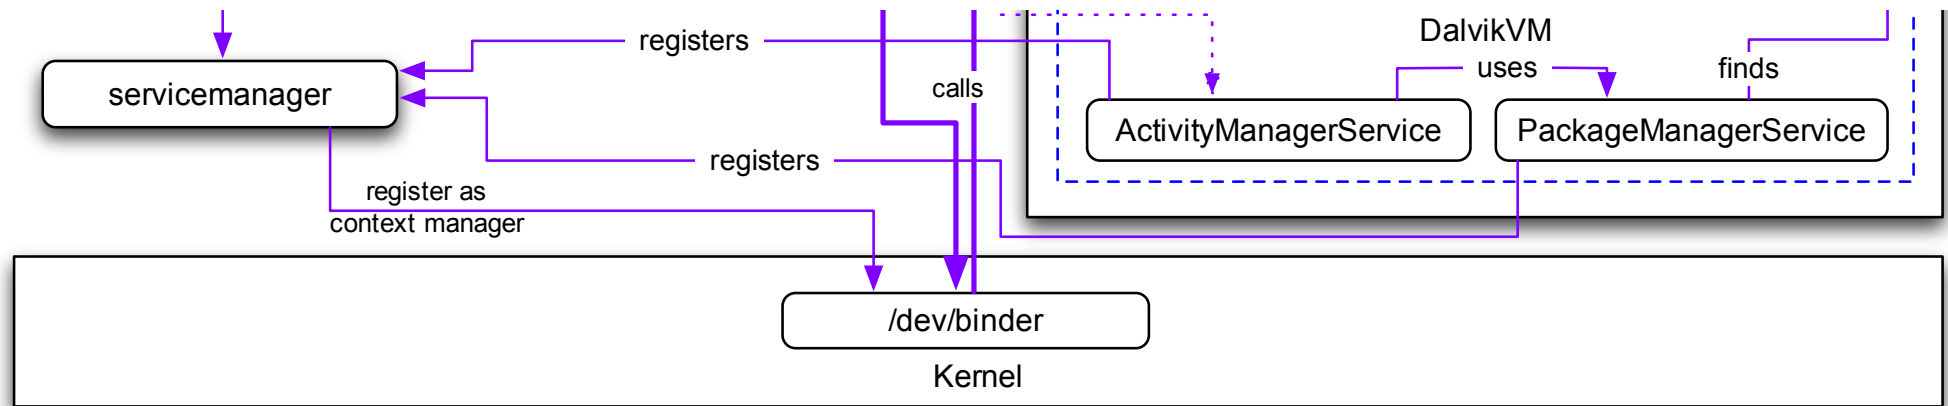 DalvikVM
registers
uses
finds
calls
servicemanager
ActivityManagerService
PackageManagerService
registers
register as
context manager
/dev/binder
Kernel